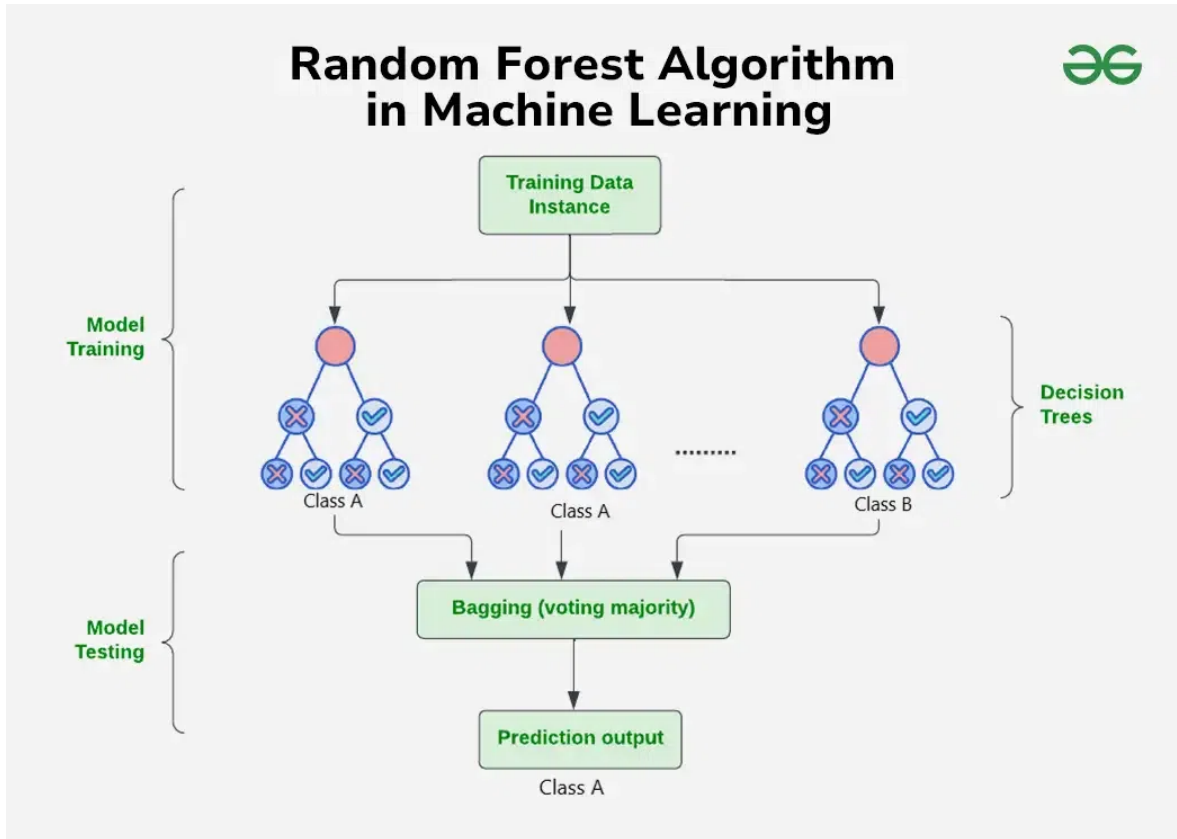 Random Forest Algorithm
in Machine Learning
Training Data
Instance
Model
Training
Decision
Trees
.........
Class A
Class A
Class B
Bagging (voting majority)
Model
Testing
Prediction output
Class A